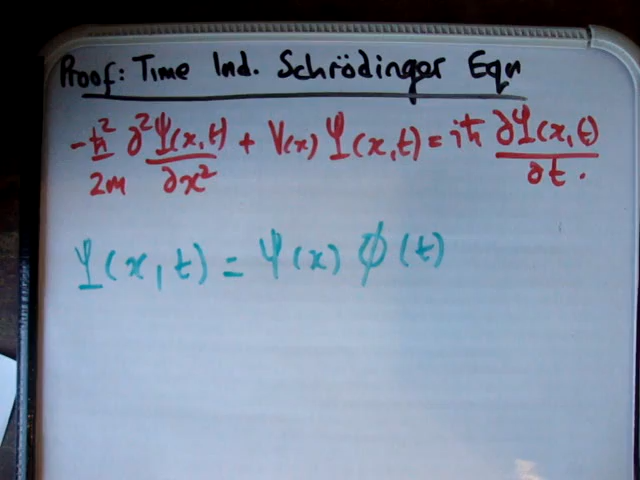 Proof: Time Ind. Schrödinger Eqn
-ħ²/2m ∂²Ψ(x,t)/∂x² + V(x) Ψ(x,t) = iħ ∂Ψ(x,t)/∂t.
Ψ(x,t) = ψ(x) ϕ(t)